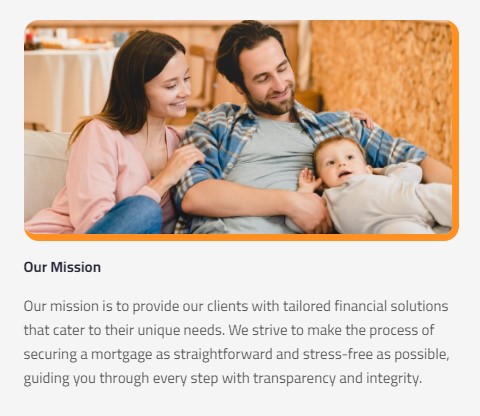 Our Mission
Our mission is to provide our clients with tailored financial solutions
that cater to their unique needs. We strive to make the process of
securing a mortgage as straightforward and stress-free as possible,
guiding you through every step with transparency and integrity.